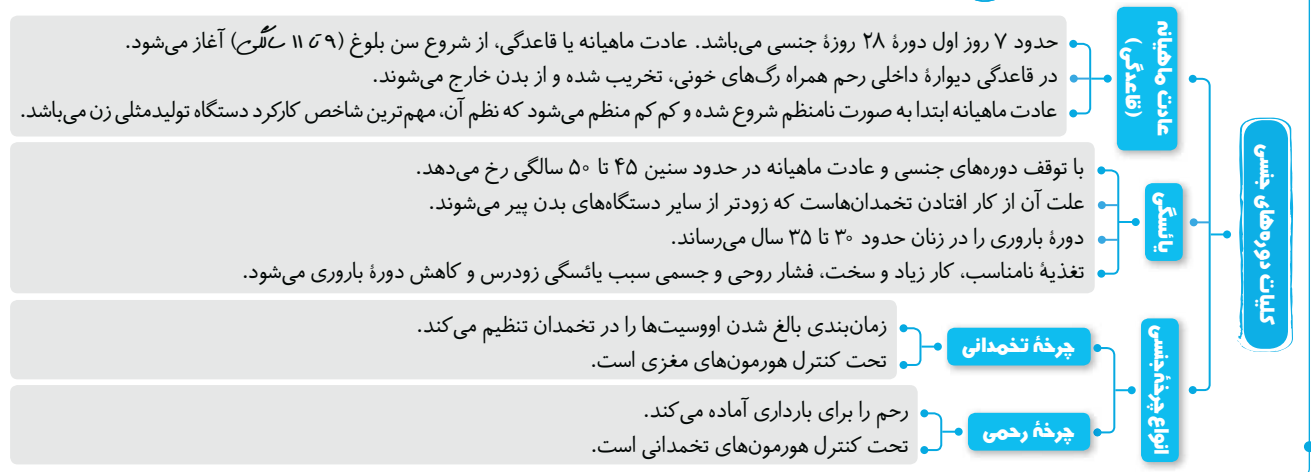 کلیات دوره‌های جنسی
عادت ماهیانه
(قاعدگی)
حدود ۷ روز اول دورهٔ ۲۸ روزهٔ جنسی می‌باشد. عادت ماهیانه یا قاعدگی، از شروع سن بلوغ (۹ تا ۱۱ سالگی) آغاز می‌شود.
در قاعدگی دیوارهٔ داخلی رحم همراه رگ‌های خونی، تخریب شده و از بدن خارج می‌شوند.
عادت ماهیانه ابتدا به صورت نامنظم شروع شده و کم کم منظم می‌شود که نظم آن، مهم‌ترین شاخص کارکرد دستگاه تولیدمثلی زن می‌باشد.
یائسگی
با توقف دوره‌های جنسی و عادت ماهیانه در حدود سنین ۴۵ تا ۵۰ سالگی رخ می‌دهد.
علت آن از کار افتادن تخمدان‌هاست که زودتر از سایر دستگاه‌های بدن پیر می‌شوند.
دورهٔ باروری را در زنان حدود ۳۰ تا ۳۵ سال می‌رساند.
تغذیهٔ نامناسب، کار زیاد و سخت، فشار روحی و جسمی سبب یائسگی زودرس و کاهش دورهٔ باروری می‌شود.
انواع چرخهٔ جنسی
چرخهٔ تخمدانی
زمان‌بندی بالغ شدن اووسیت‌ها را در تخمدان تنظیم می‌کند.
تحت کنترل هورمون‌های مغزی است.
چرخهٔ رحمی
رحم را برای بارداری آماده می‌کند.
تحت کنترل هورمون‌های تخمدانی است.